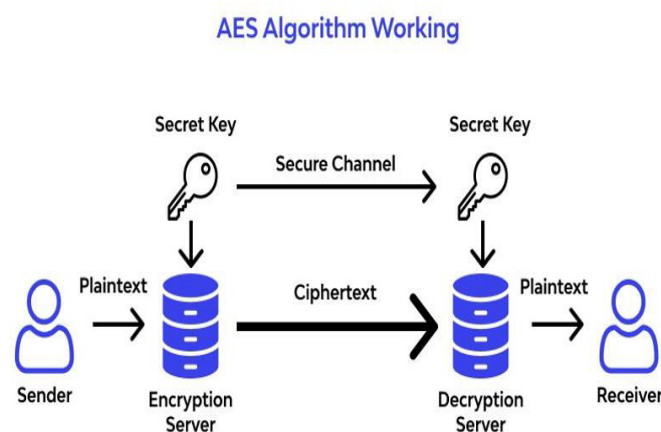 AES Algorithm Working
Secret Key
Secret Key
Secure Channel
Plaintext
Ciphertext
Plaintext
Sender
Encryption
Server
Decryption
Server
Receiver